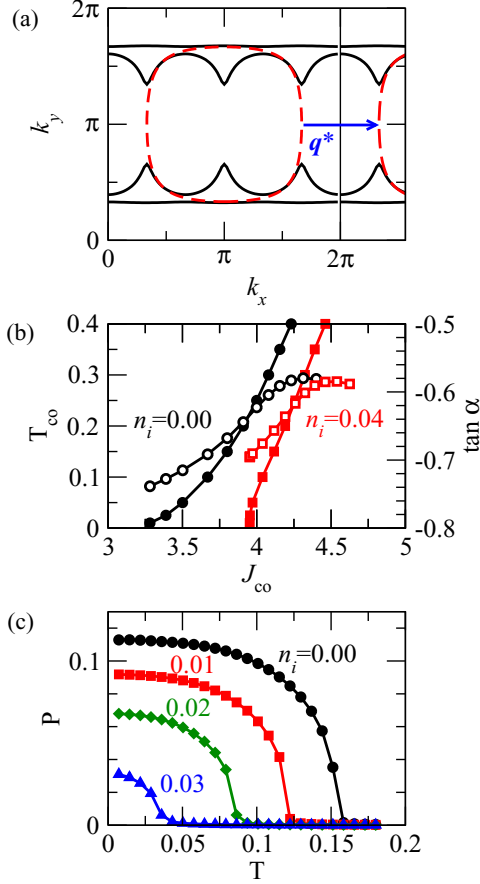 (a)
2π
π
0
k_y
q*
0
π
2π
k_x
(b)
0.4
0.3
0.2
0.1
0
T_co
n_i=0.00
n_i=0.04
-0.5
-0.6
-0.7
-0.8
tan α
3
3.5
4
4.5
5
J_co
(c)
0.1
0
P
n_i=0.00
0.01
0.02
0.03
0
0.05
0.1
0.15
0.2
T